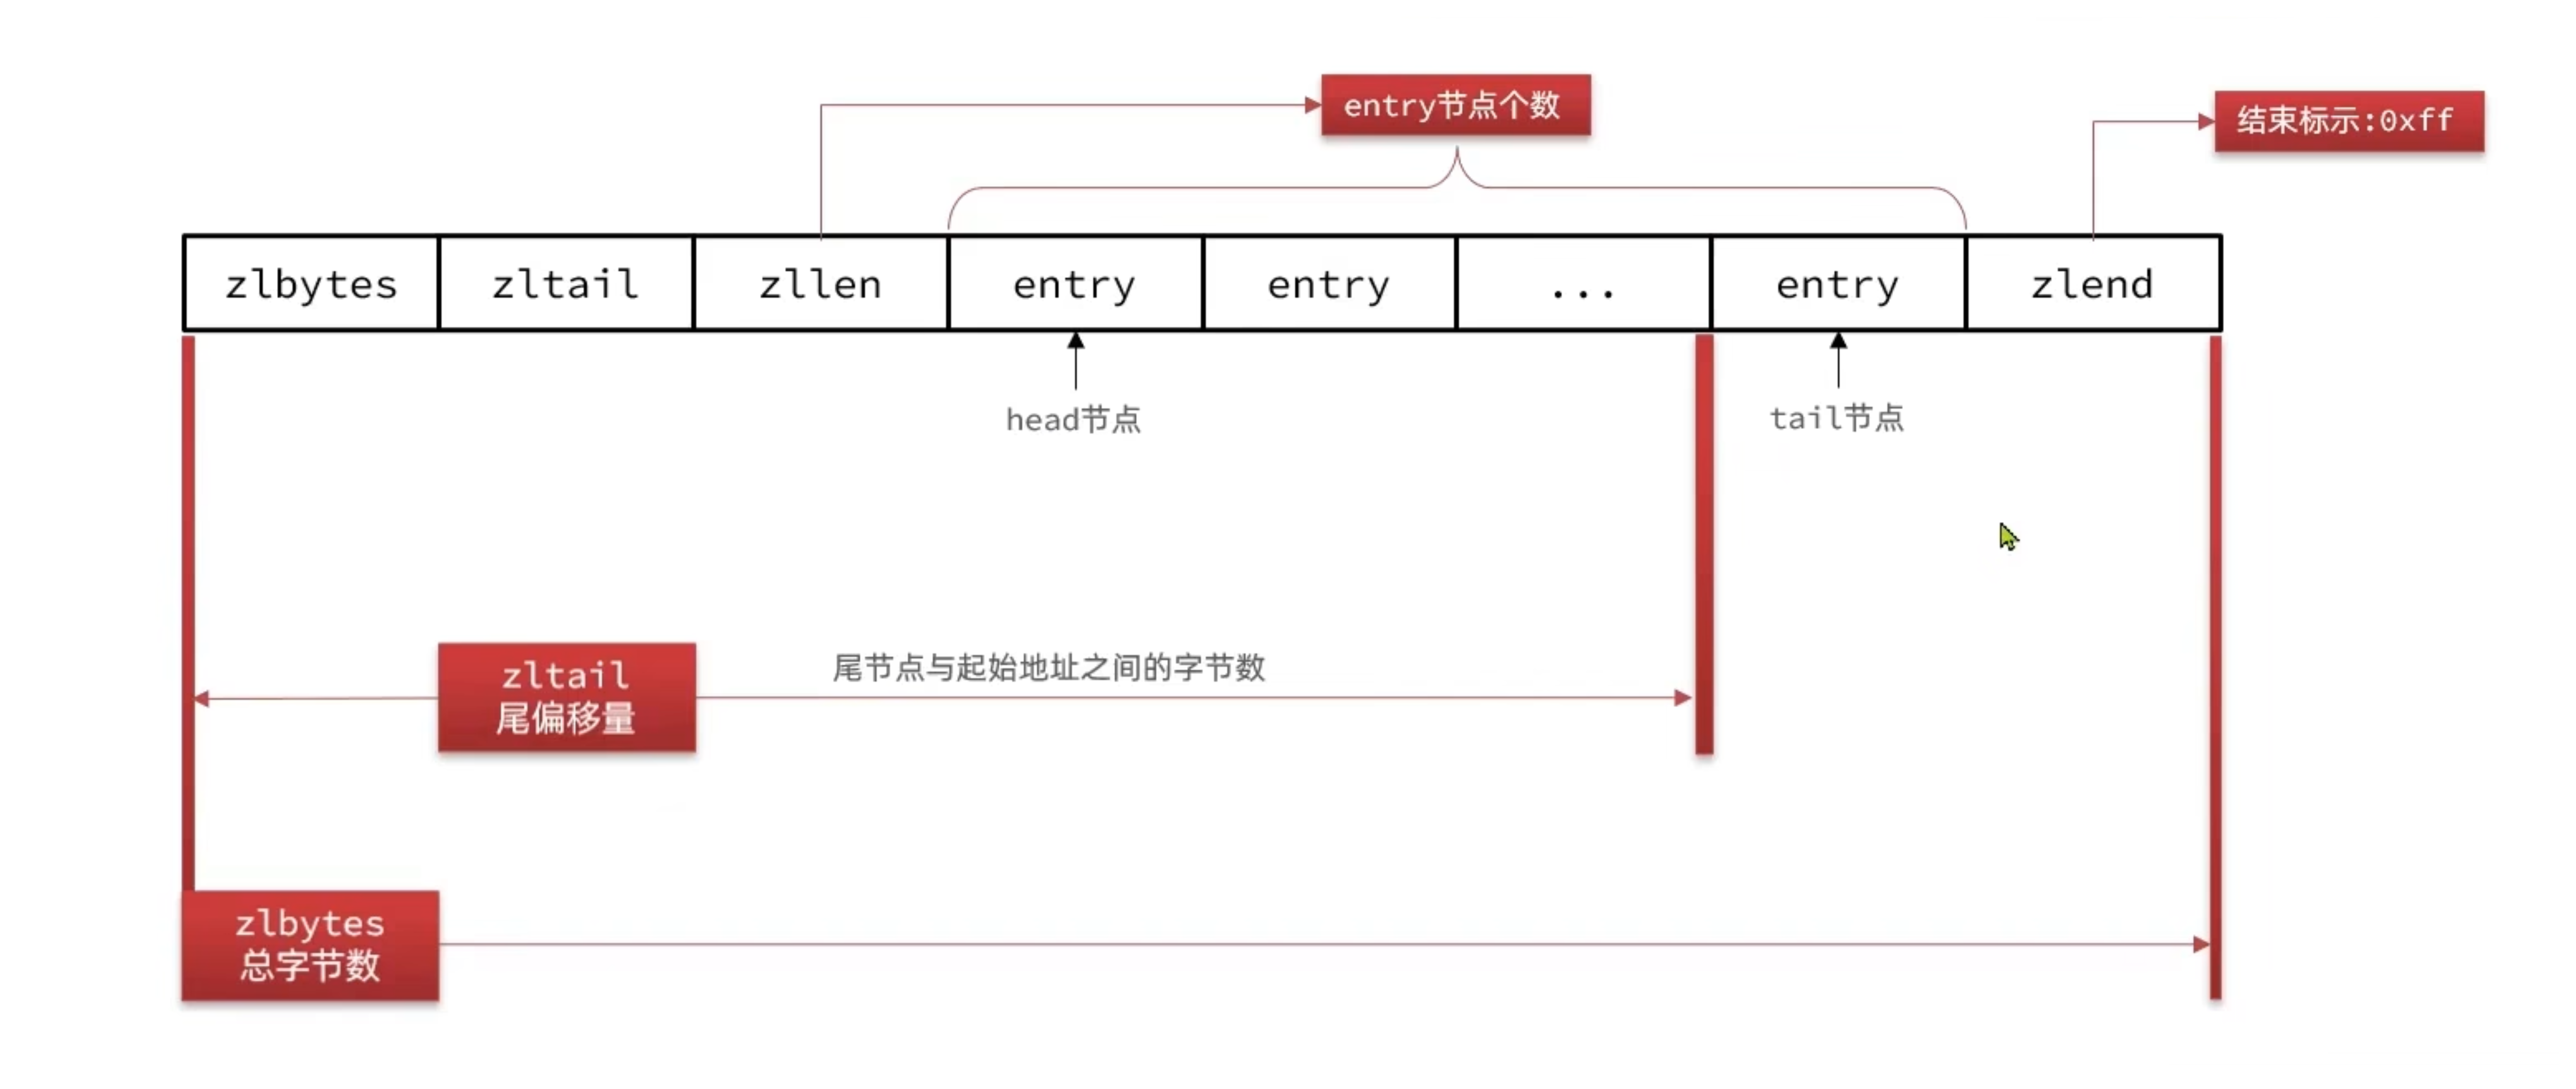 entry节点个数
结束标示:0xff
zlbytes
zltail
zllen
entry
entry
...
entry
zlend
head节点
tail节点
zltail
尾偏移量
尾节点与起始地址之间的字节数
zlbytes
总字节数